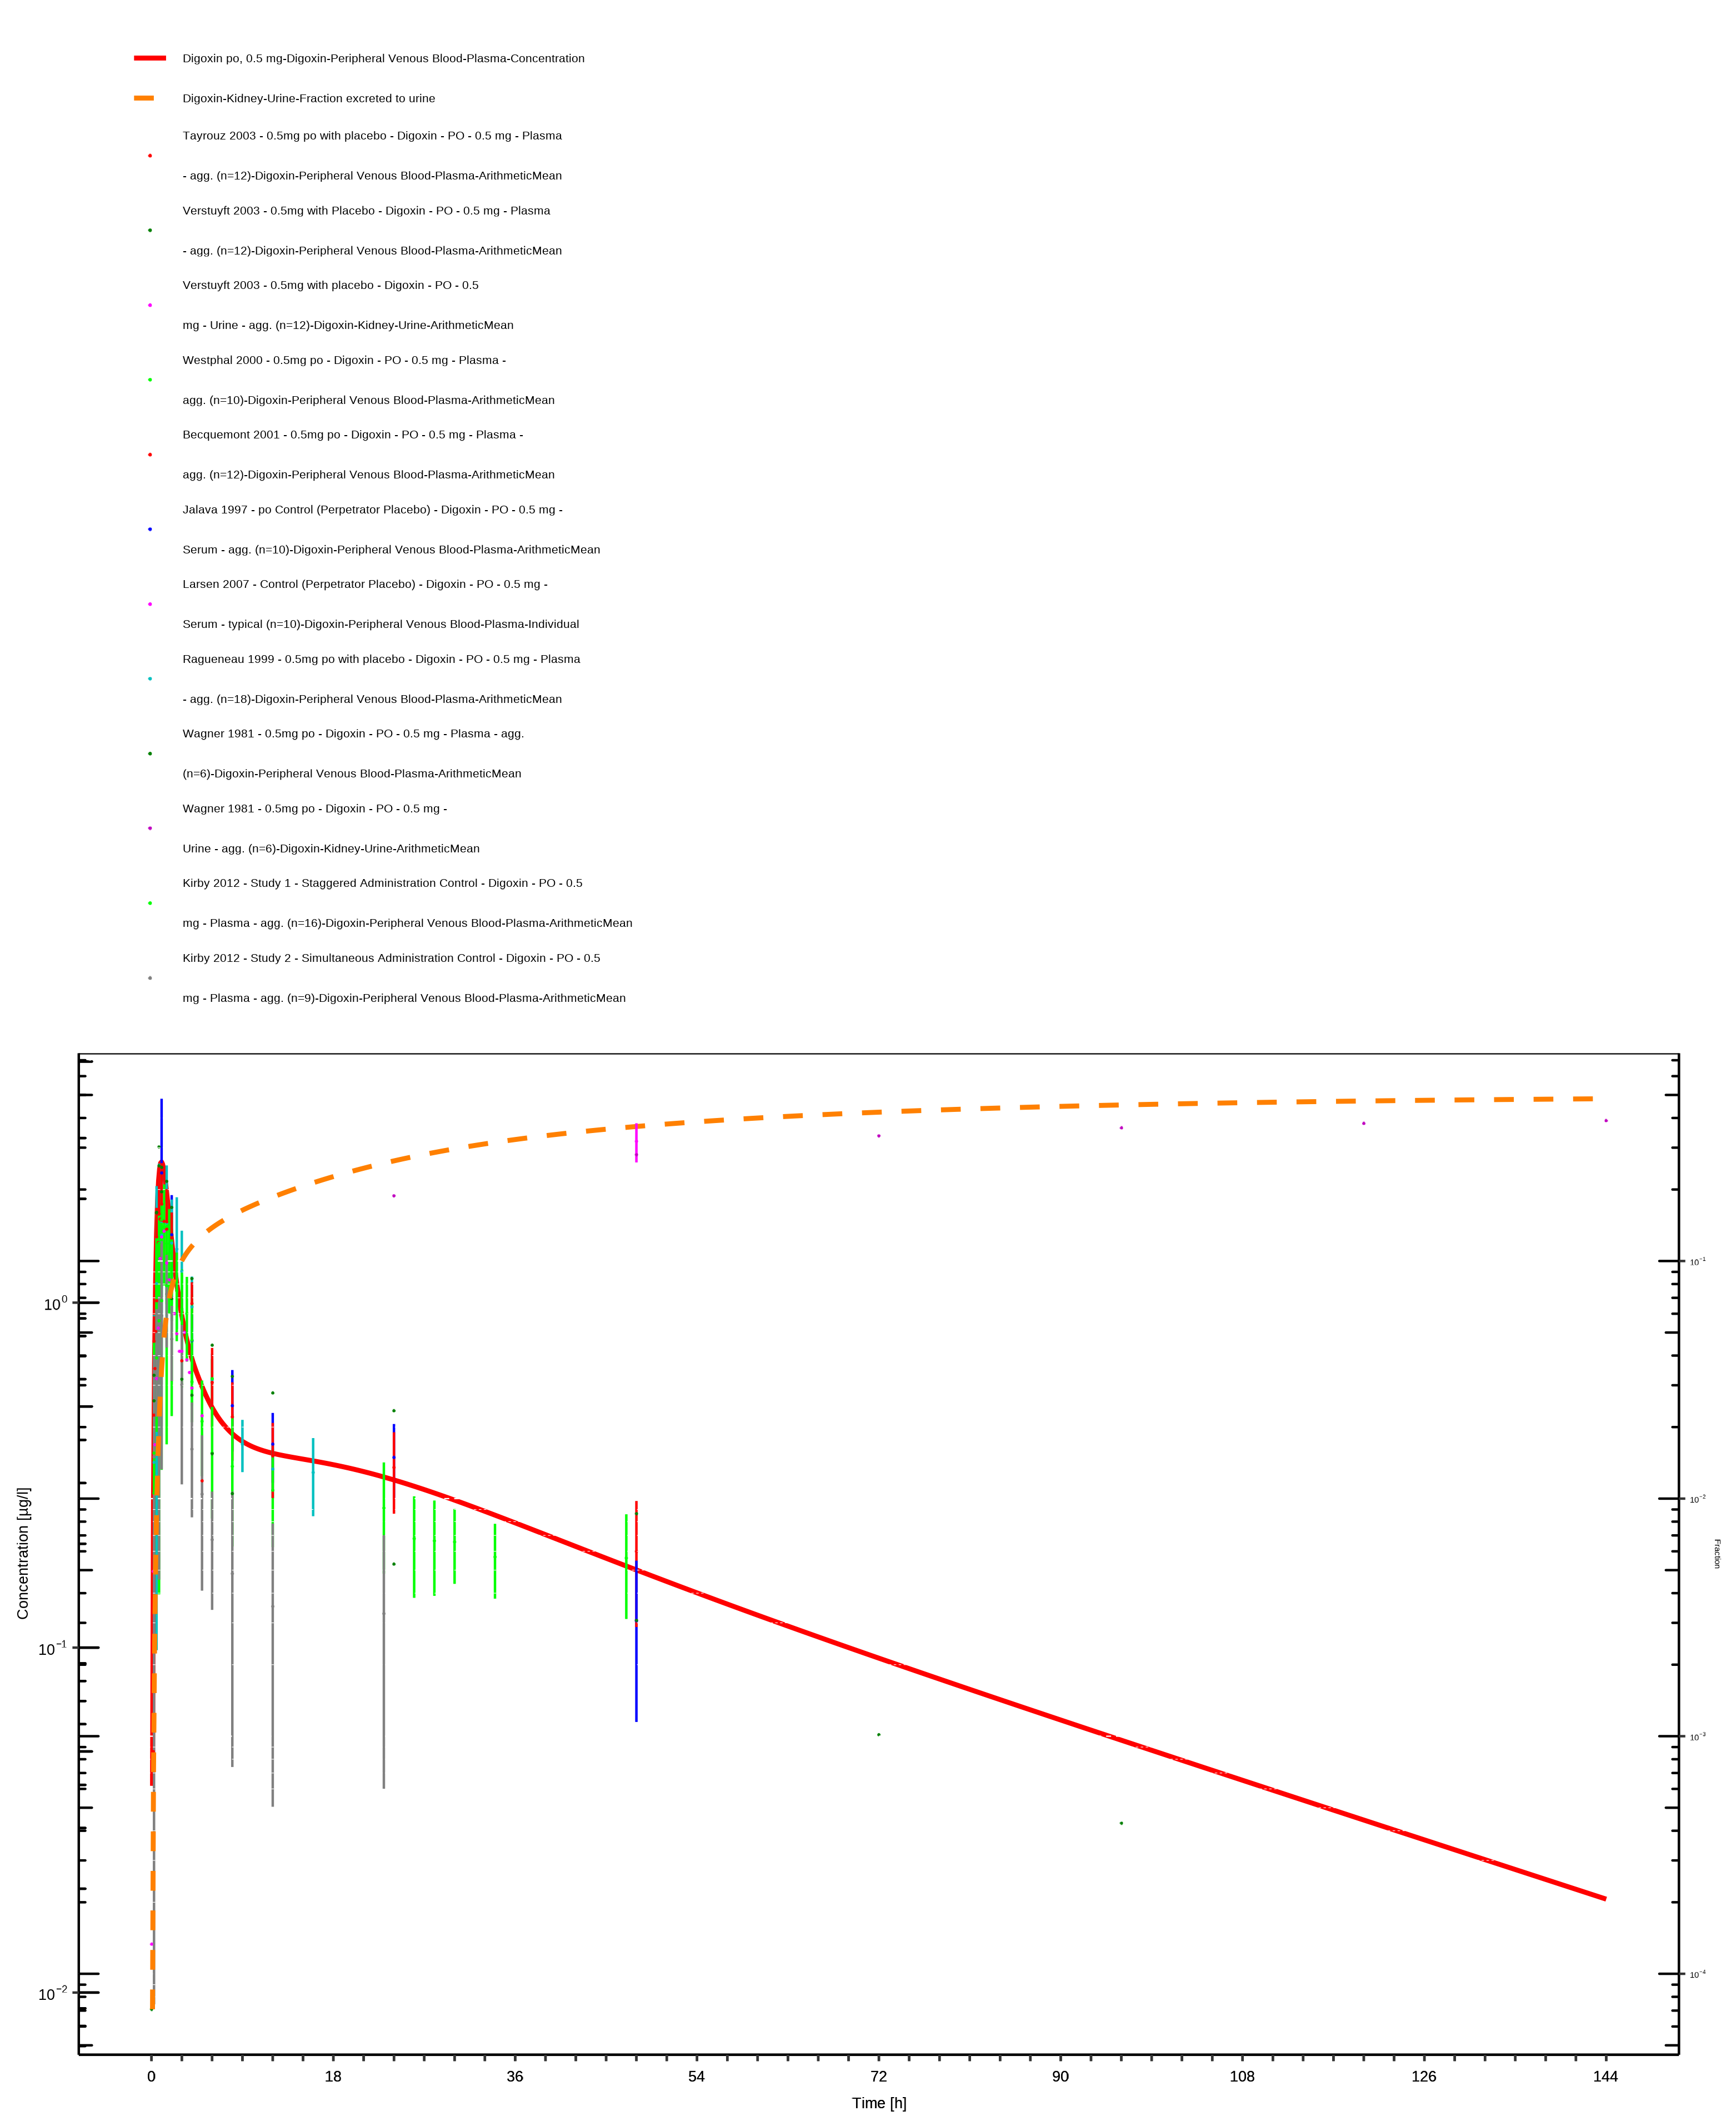 Digoxin po, 0.5 mg-Digoxin-Peripheral Venous Blood-Plasma-Concentration
Digoxin-Kidney-Urine-Fraction excreted to urine
Tayrouz 2003 - 0.5mg po with placebo - Digoxin - PO - 0.5 mg - Plasma
- agg. (n=12)-Digoxin-Peripheral Venous Blood-Plasma-ArithmeticMean
Verstuyft 2003 - 0.5mg with Placebo - Digoxin - PO - 0.5 mg - Plasma
- agg. (n=12)-Digoxin-Peripheral Venous Blood-Plasma-ArithmeticMean
Verstuyft 2003 - 0.5mg with placebo - Digoxin - PO - 0.5
mg - Urine - agg. (n=12)-Digoxin-Kidney-Urine-ArithmeticMean
Westphal 2000 - 0.5mg po - Digoxin - PO - 0.5 mg - Plasma -
agg. (n=10)-Digoxin-Peripheral Venous Blood-Plasma-ArithmeticMean
Becquemont 2001 - 0.5mg po - Digoxin - PO - 0.5 mg - Plasma -
agg. (n=12)-Digoxin-Peripheral Venous Blood-Plasma-ArithmeticMean
Jalava 1997 - po Control (Perpetrator Placebo) - Digoxin - PO - 0.5 mg -
Serum - agg. (n=10)-Digoxin-Peripheral Venous Blood-Plasma-ArithmeticMean
Larsen 2007 - Control (Perpetrator Placebo) - Digoxin - PO - 0.5 mg -
Serum - typical (n=10)-Digoxin-Peripheral Venous Blood-Plasma-Individual
Ragueneau 1999 - 0.5mg po with placebo - Digoxin - PO - 0.5 mg - Plasma
- agg. (n=18)-Digoxin-Peripheral Venous Blood-Plasma-ArithmeticMean
Wagner 1981 - 0.5mg po - Digoxin - PO - 0.5 mg - Plasma - agg.
(n=6)-Digoxin-Peripheral Venous Blood-Plasma-ArithmeticMean
Wagner 1981 - 0.5mg po - Digoxin - PO - 0.5 mg -
Urine - agg. (n=6)-Digoxin-Kidney-Urine-ArithmeticMean
Kirby 2012 - Study 1 - Staggered Administration Control - Digoxin - PO - 0.5
mg - Plasma - agg. (n=16)-Digoxin-Peripheral Venous Blood-Plasma-ArithmeticMean
Kirby 2012 - Study 2 - Simultaneous Administration Control - Digoxin - PO - 0.5
mg - Plasma - agg. (n=9)-Digoxin-Peripheral Venous Blood-Plasma-ArithmeticMean
Concentration [µg/l]
10⁰
10⁻¹
10⁻²
10⁻¹
10⁻²
10⁻³
10⁻⁴
Fraction
0 18 36 54 72 90 108 126 144
Time [h]